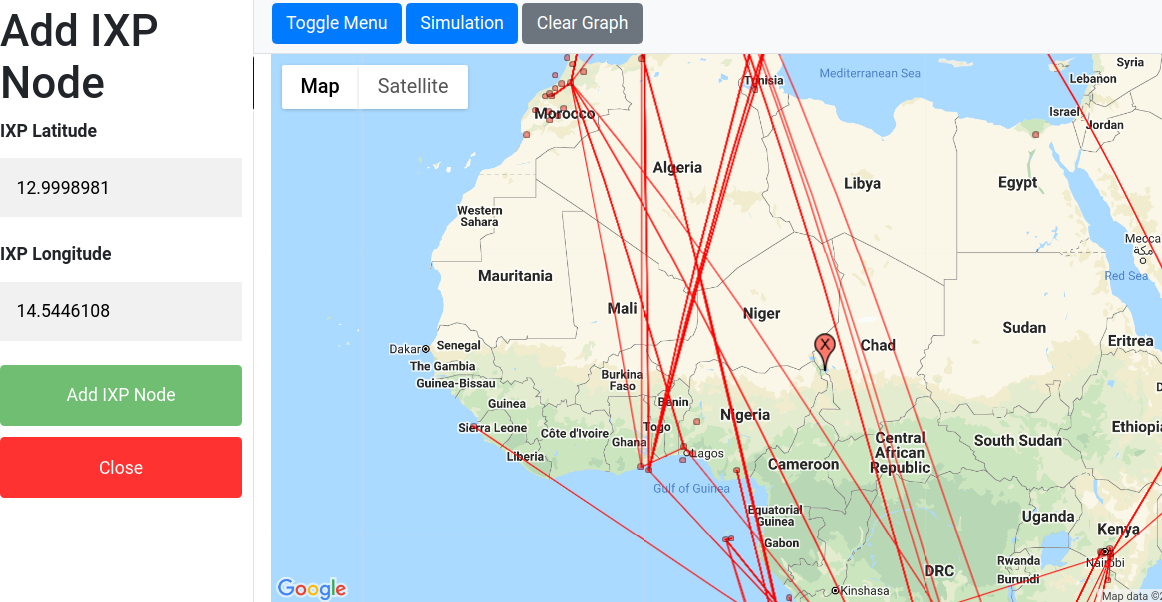 Add IXP
Node
IXP Latitude
12.9998981
IXP Longitude
14.5446108
Add IXP Node
Close
Toggle Menu
Simulation
Clear Graph
Map
Satellite
Tunisia
Mediterranean Sea
Syria
Lebanon
Israel
Jordan
Morocco
Algeria
Libya
Egypt
Western
Sahara
Mecca
مكة
Red Sea
Mauritania
Mali
Niger
X
Chad
Sudan
Eritrea
Dakar
Senegal
The Gambia
Guinea-Bissau
Burkina
Faso
Guinea
Benin
Nigeria
Sierra Leone
Côte d'Ivoire
Togo
Ghana
Liberia
Lagos
Central
African
Republic
South Sudan
Ethiopia
Cameroon
Gulf of Guinea
Equatorial
Guinea
Gabon
Uganda
Kenya
Nairobi
Rwanda
Burundi
DRC
Kinshasa
Google
Map data ©2